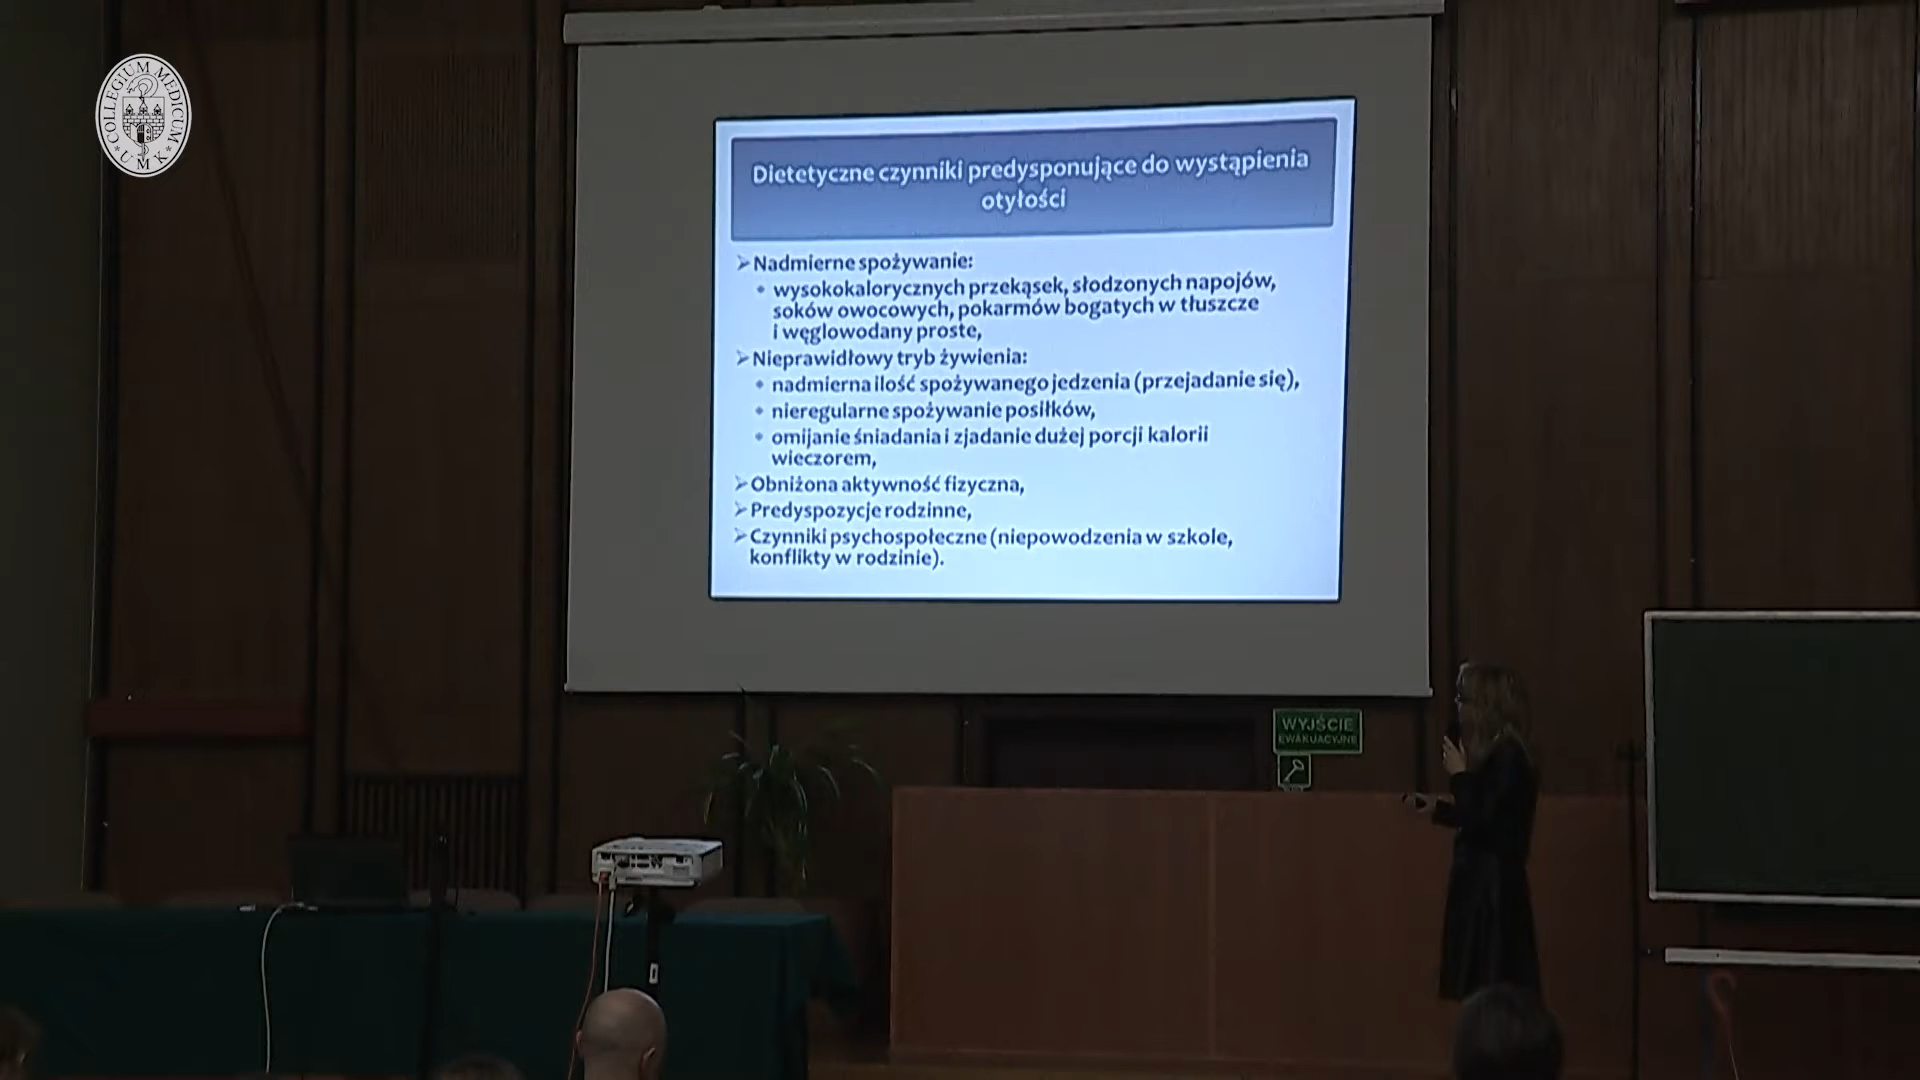 COLLEGIUM MEDICUM
* UMK *
Dietetyczne czynniki predysponujące do wystąpienia
otyłości
Nadmierne spożywanie:
wysokokalorycznych przekąsek, słodzonych napojów,
soków owocowych, pokarmów bogatych w tłuszcze
i węglowodany proste,
Nieprawidłowy tryb żywienia:
nadmierna ilość spożywanego jedzenia (przejadanie się),
nieregularne spożywanie posiłków,
omijanie śniadania i zjadanie dużej porcji kalorii
wieczorem,
Obniżona aktywność fizyczna,
Predyspozycje rodzinne,
Czynniki psychospołeczne (niepowodzenia w szkole,
konflikty w rodzinie).
WYJŚCIE
EWAKUACYJNE